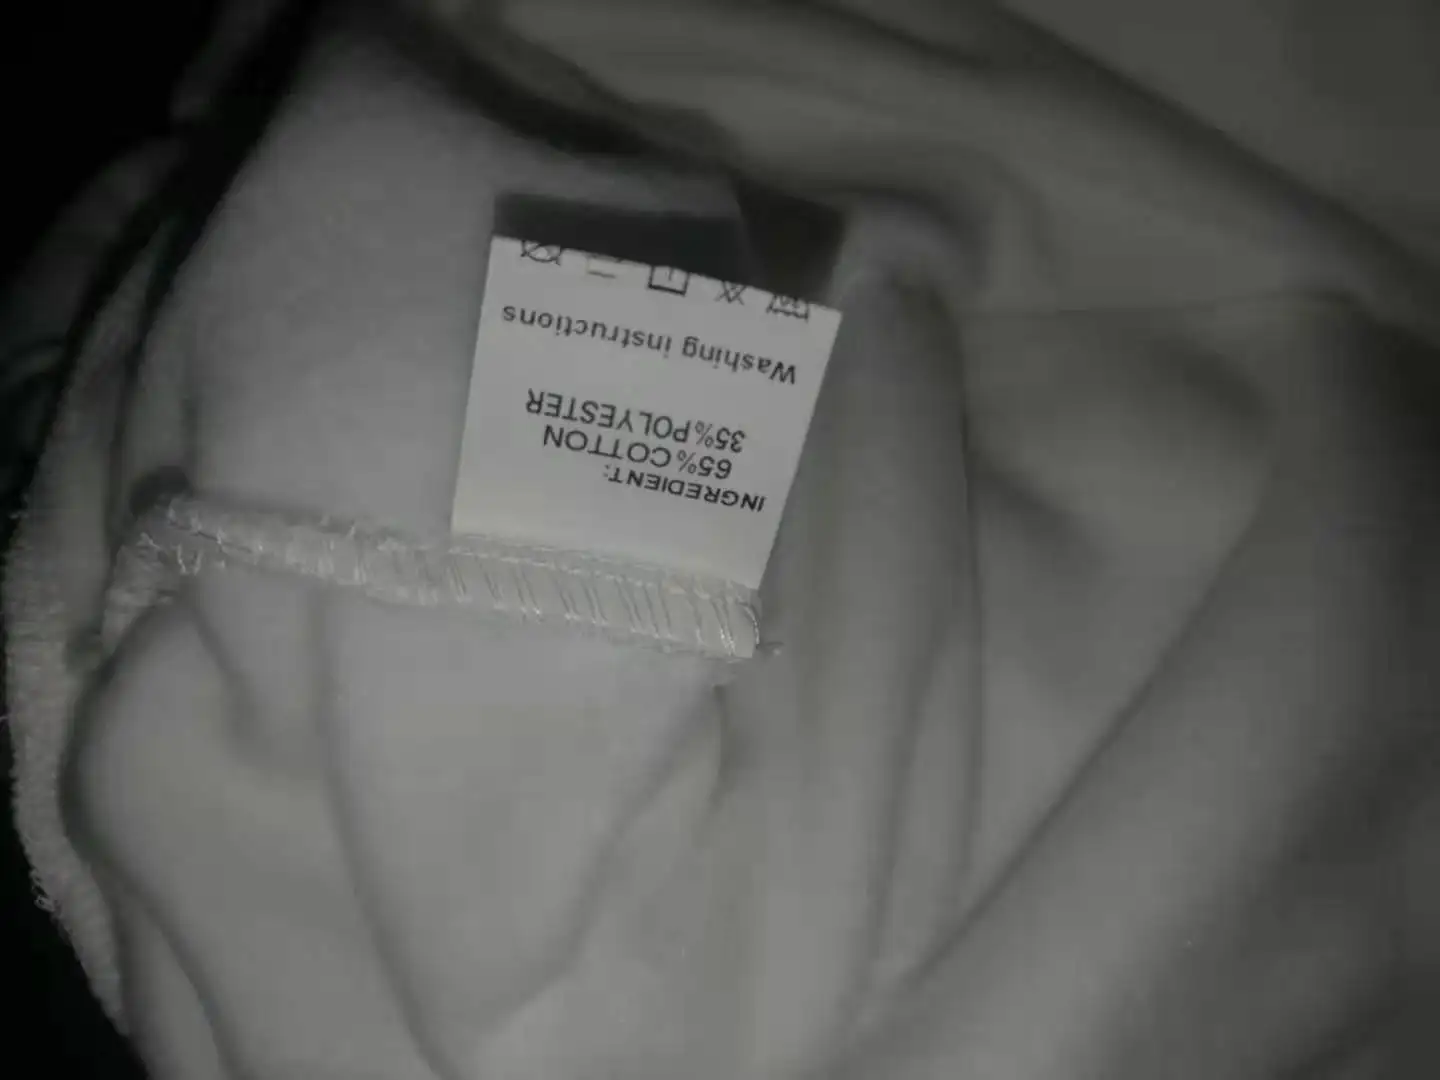 INGREDIENT:
65%COTTON
35%POLYESTER
Washing instructions